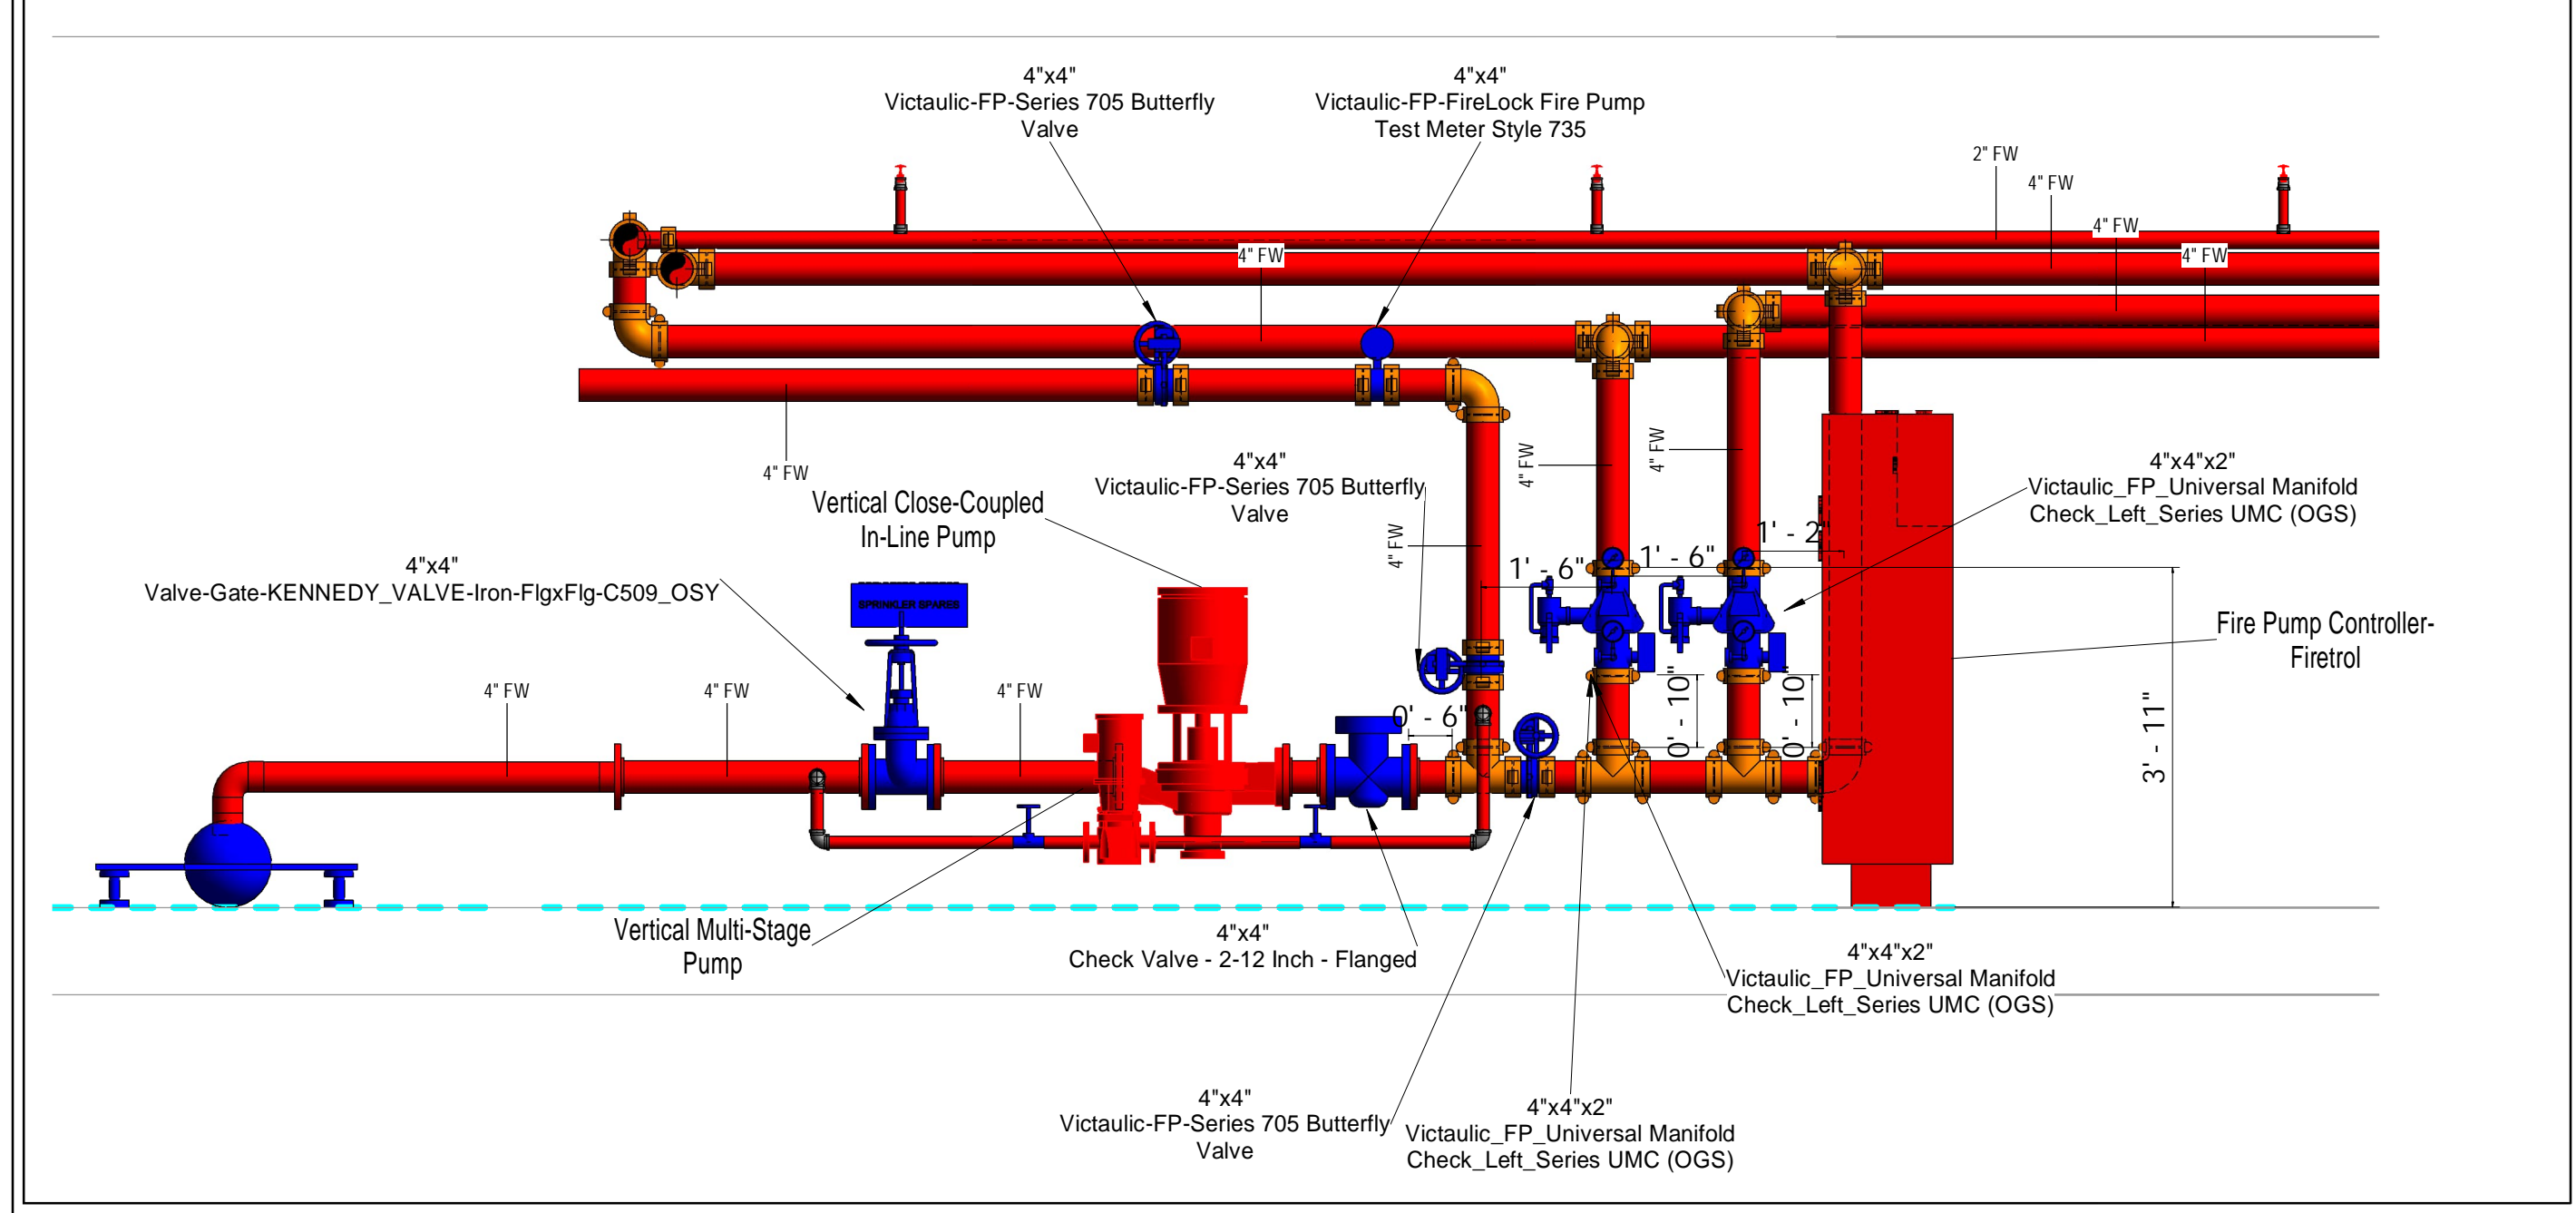 4"x4"
Victaulic-FP-Series 705 Butterfly
Valve
4"x4"
Victaulic-FP-FireLock Fire Pump
Test Meter Style 735
2" FW
4" FW
4" FW
4" FW
4" FW
4" FW
4"x4"
Victaulic-FP-Series 705 Butterfly
Valve
4" FW
4" FW
4" FW
4"x4"x2"
Victaulic_FP_Universal Manifold
Check_Left_Series UMC (OGS)
Vertical Close-Coupled
In-Line Pump
1' - 6"
1' - 6"
1' - 2"
4"x4"
Valve-Gate-KENNEDY_VALVE-Iron-FlgxFlg-C509_OSY
SPRINKLER SPARES
Fire Pump Controller-
Firetrol
4" FW
4" FW
4" FW
0' - 6"
0' - 10"
0' - 10"
3' - 11"
Vertical Multi-Stage
Pump
4"x4"
Check Valve - 2-12 Inch - Flanged
4"x4"x2"
Victaulic_FP_Universal Manifold
Check_Left_Series UMC (OGS)
4"x4"
Victaulic-FP-Series 705 Butterfly
Valve
4"x4"x2"
Victaulic_FP_Universal Manifold
Check_Left_Series UMC (OGS)